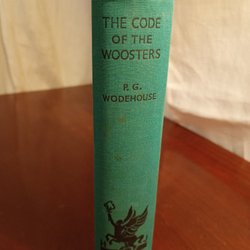 THE CODE
OF THE
WOOSTERS
P. G.
WODEHOUSE